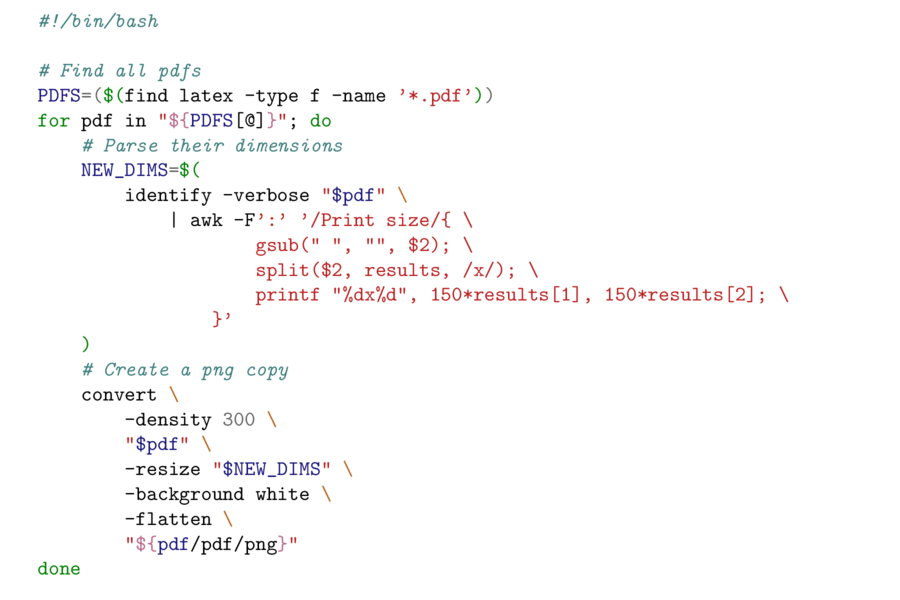 #!/bin/bash

# Find all pdfs
PDFS=($(find latex -type f -name '*.pdf'))
for pdf in "${PDFS[@]}"; do
    # Parse their dimensions
    NEW_DIMS=$(
        identify -verbose "$pdf" \
            | awk -F':' '/Print size/{ \
                    gsub(" ", "", $2); \
                    split($2, results, /x/); \
                    printf "%dx%d", 150*results[1], 150*results[2]; \
                }'
    )
    # Create a png copy
    convert \
        -density 300 \
        "$pdf" \
        -resize "$NEW_DIMS" \
        -background white \
        -flatten \
        "${pdf/pdf/png}"
done